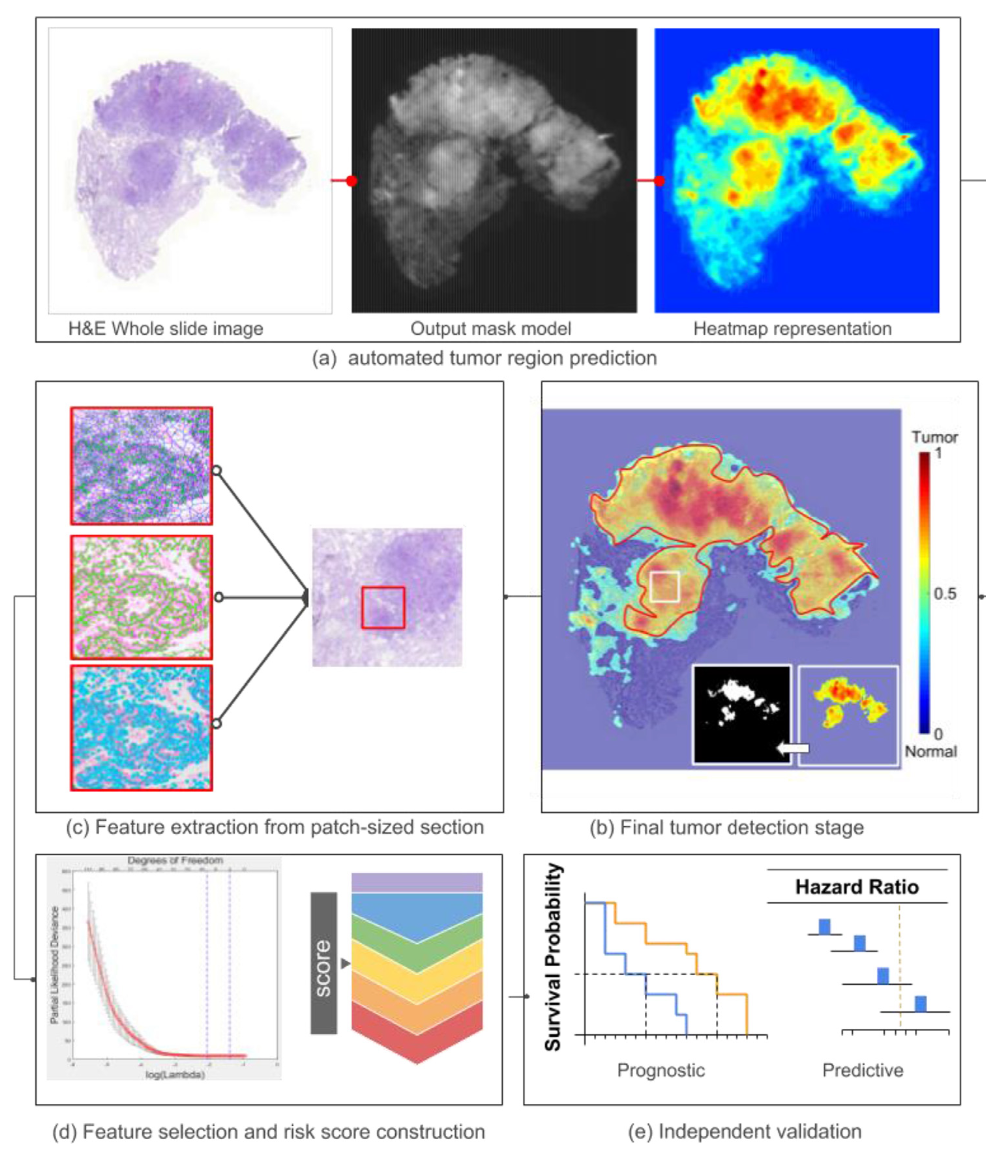 H&E Whole slide image
Output mask model
Heatmap representation
(a) automated tumor region prediction
Tumor
1
0.5
0
Normal
(c) Feature extraction from patch-sized section
(b) Final tumor detection stage
Degrees of Freedom
Partial Likelihood Deviance
log(Lambda)
score
Survival Probability
Hazard Ratio
Prognostic
Predictive
(d) Feature selection and risk score construction
(e) Independent validation